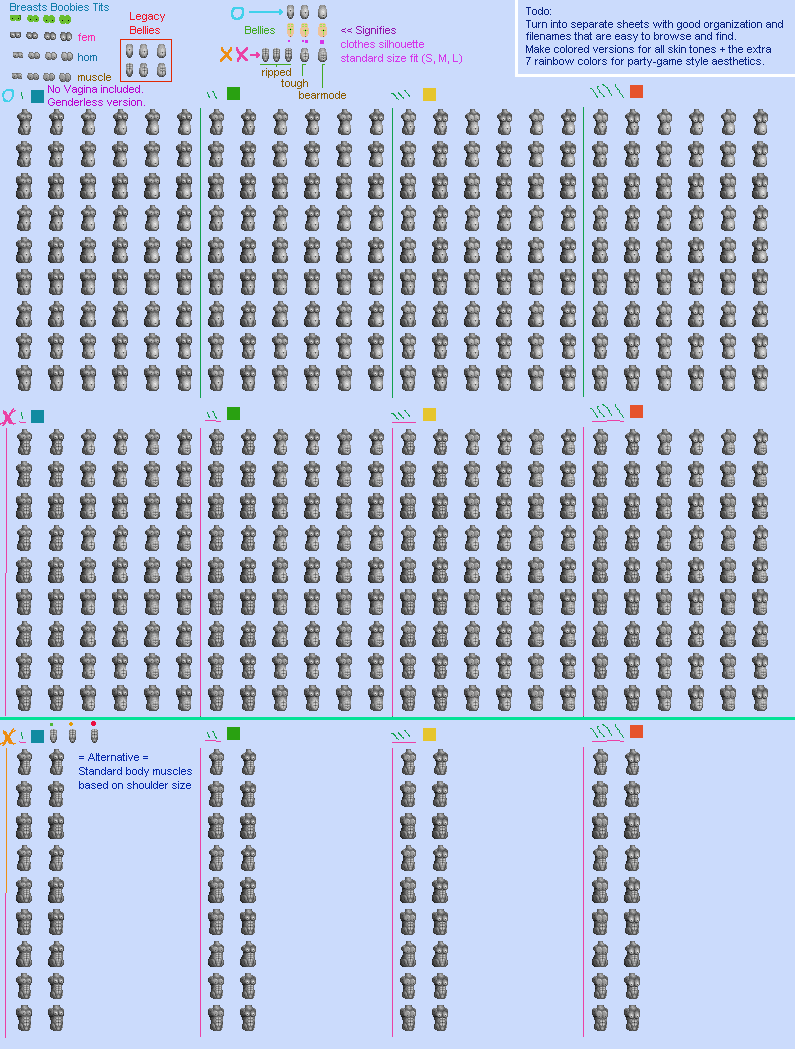 Breasts Boobies Tits
fem
hom
muscle
Legacy
Bellies
Bellies
<< Signifies
clothes silhouette
standard size fit (S, M, L)
ripped
tough
bearmode
Todo:
Turn into separate sheets with good organization and
filenames that are easy to browse and find.
Make colored versions for all skin tones + the extra
7 rainbow colors for party-game style aesthetics.
No Vagina included.
Genderless version.
= Alternative =
Standard body muscles
based on shoulder size